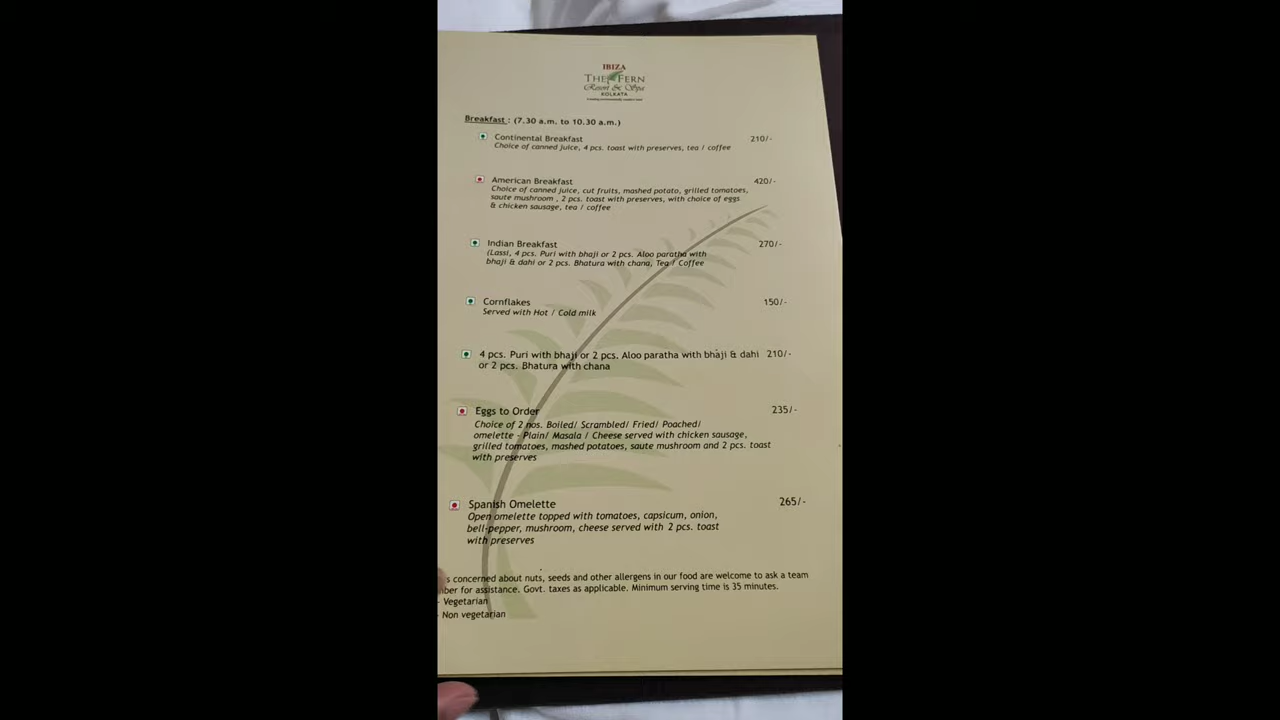 IBIZA
THE FERN
Resort & Spa
KOLKATA
Breakfast : (7.30 a.m. to 10.30 a.m.)
Continental Breakfast 210/-
Choice of canned juice, 4 pcs. toast with preserves, tea / coffee
American Breakfast 420/-
Choice of canned juice, cut fruits, mashed potato, grilled tomatoes,
saute mushroom , 2 pcs. toast with preserves, with choice of eggs
& chicken sausage, tea / coffee
Indian Breakfast 270/-
(Lassi, 4 pcs. Puri with bhaji or 2 pcs. Aloo paratha with
bhaji & dahi or 2 pcs. Bhatura with chana, Tea / Coffee
Cornflakes 150/-
Served with Hot / Cold milk
4 pcs. Puri with bhaji or 2 pcs. Aloo paratha with bhaji & dahi 210/-
or 2 pcs. Bhatura with chana
Eggs to Order 235/-
Choice of 2 nos. Boiled/ Scrambled/ Fried/ Poached/
omelette - Plain/ Masala / Cheese served with chicken sausage,
grilled tomatoes, mashed potatoes, saute mushroom and 2 pcs. toast
with preserves
Spanish Omelette 265/-
Open omelette topped with tomatoes, capsicum, onion,
bell-pepper, mushroom, cheese served with 2 pcs. toast
with preserves
s concerned about nuts, seeds and other allergens in our food are welcome to ask a team
ber for assistance. Govt. taxes as applicable. Minimum serving time is 35 minutes.
- Vegetarian
Non vegetarian